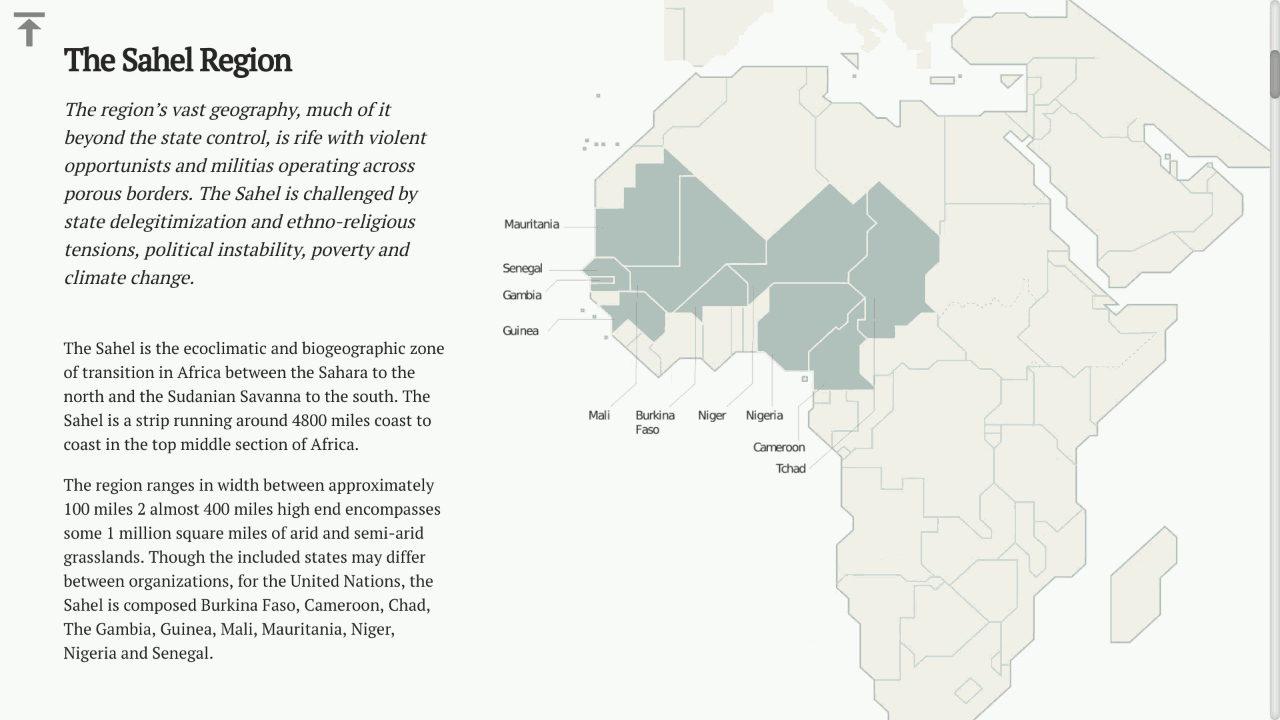 The Sahel Region
The region's vast geography, much of it
beyond the state control, is rife with violent
opportunists and militias operating across
porous borders. The Sahel is challenged by
state delegitimization and ethno-religious
tensions, political instability, poverty and
climate change.
The Sahel is the ecoclimatic and biogeographic zone
of transition in Africa between the Sahara to the
north and the Sudanian Savanna to the south. The
Sahel is a strip running around 4800 miles coast to
coast in the top middle section of Africa.
The region ranges in width between approximately
100 miles 2 almost 400 miles high end encompasses
some 1 million square miles of arid and semi-arid
grasslands. Though the included states may differ
between organizations, for the United Nations, the
Sahel is composed Burkina Faso, Cameroon, Chad,
The Gambia, Guinea, Mali, Mauritania, Niger,
Nigeria and Senegal.
Mauritania
Senegal
Gambia
Guinea
Mali
Burkina
Faso
Niger
Nigeria
Cameroon
Tchad